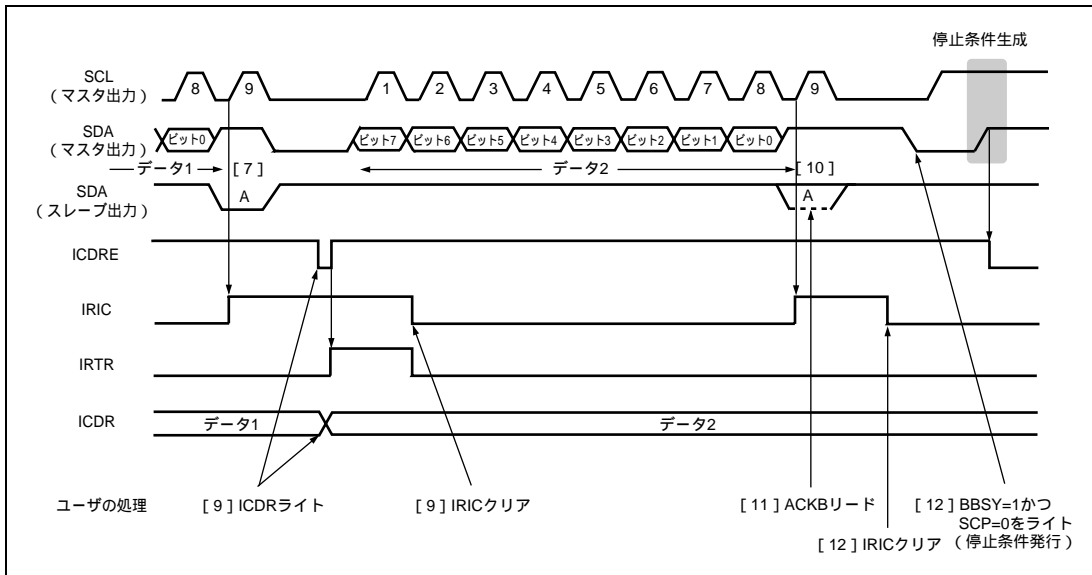 停止条件生成
SCL
（マスタ出力）
8 9 1 2 3 4 5 6 7 8 9
SDA
（マスタ出力）
ビット0 ビット7 ビット6 ビット5 ビット4 ビット3 ビット2 ビット1 ビット0
データ1 [ 7 ] データ2 [ 10 ]
SDA
（スレーブ出力）
A A
ICDRE
IRIC
IRTR
ICDR
データ1 データ2
ユーザの処理
[ 9 ] ICDRライト
[ 9 ] IRICクリア
[ 11 ] ACKBリード
[ 12 ] BBSY=1かつ
SCP=0をライト
（停止条件発行）
[ 12 ] IRICクリア